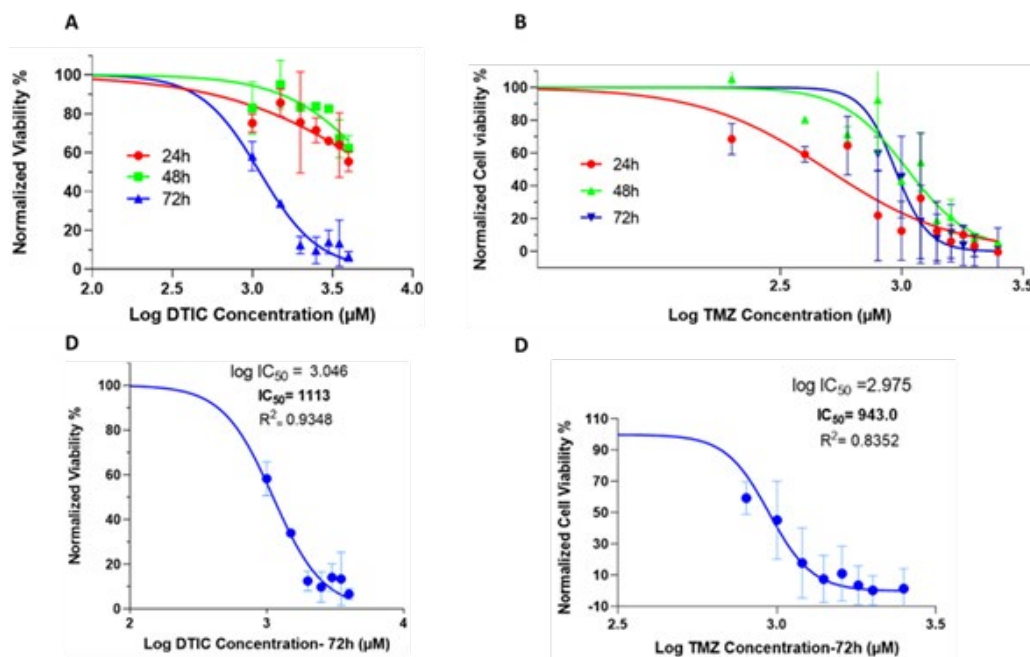 A
Normalized Viability %
100
80
60
40
20
0
24h
48h
72h
2.0
2.5
3.0
3.5
4.0
Log DTIC Concentration (µM)
B
Normalized Cell viability %
100
80
60
40
20
0
24h
48h
72h
2.5
3.0
3.5
Log TMZ Concentration (µM)
D
log IC50 = 3.046
IC50= 1113
R2= 0.9348
Normalized Viability %
100
80
60
40
20
0
2
3
4
Log DTIC Concentration- 72h (µM)
D
log IC50 =2.975
IC50= 943.0
R2= 0.8352
Normalized Cell Viability %
110
90
70
50
30
10
-10
2.5
3.0
3.5
Log TMZ Concentration-72h (µM)